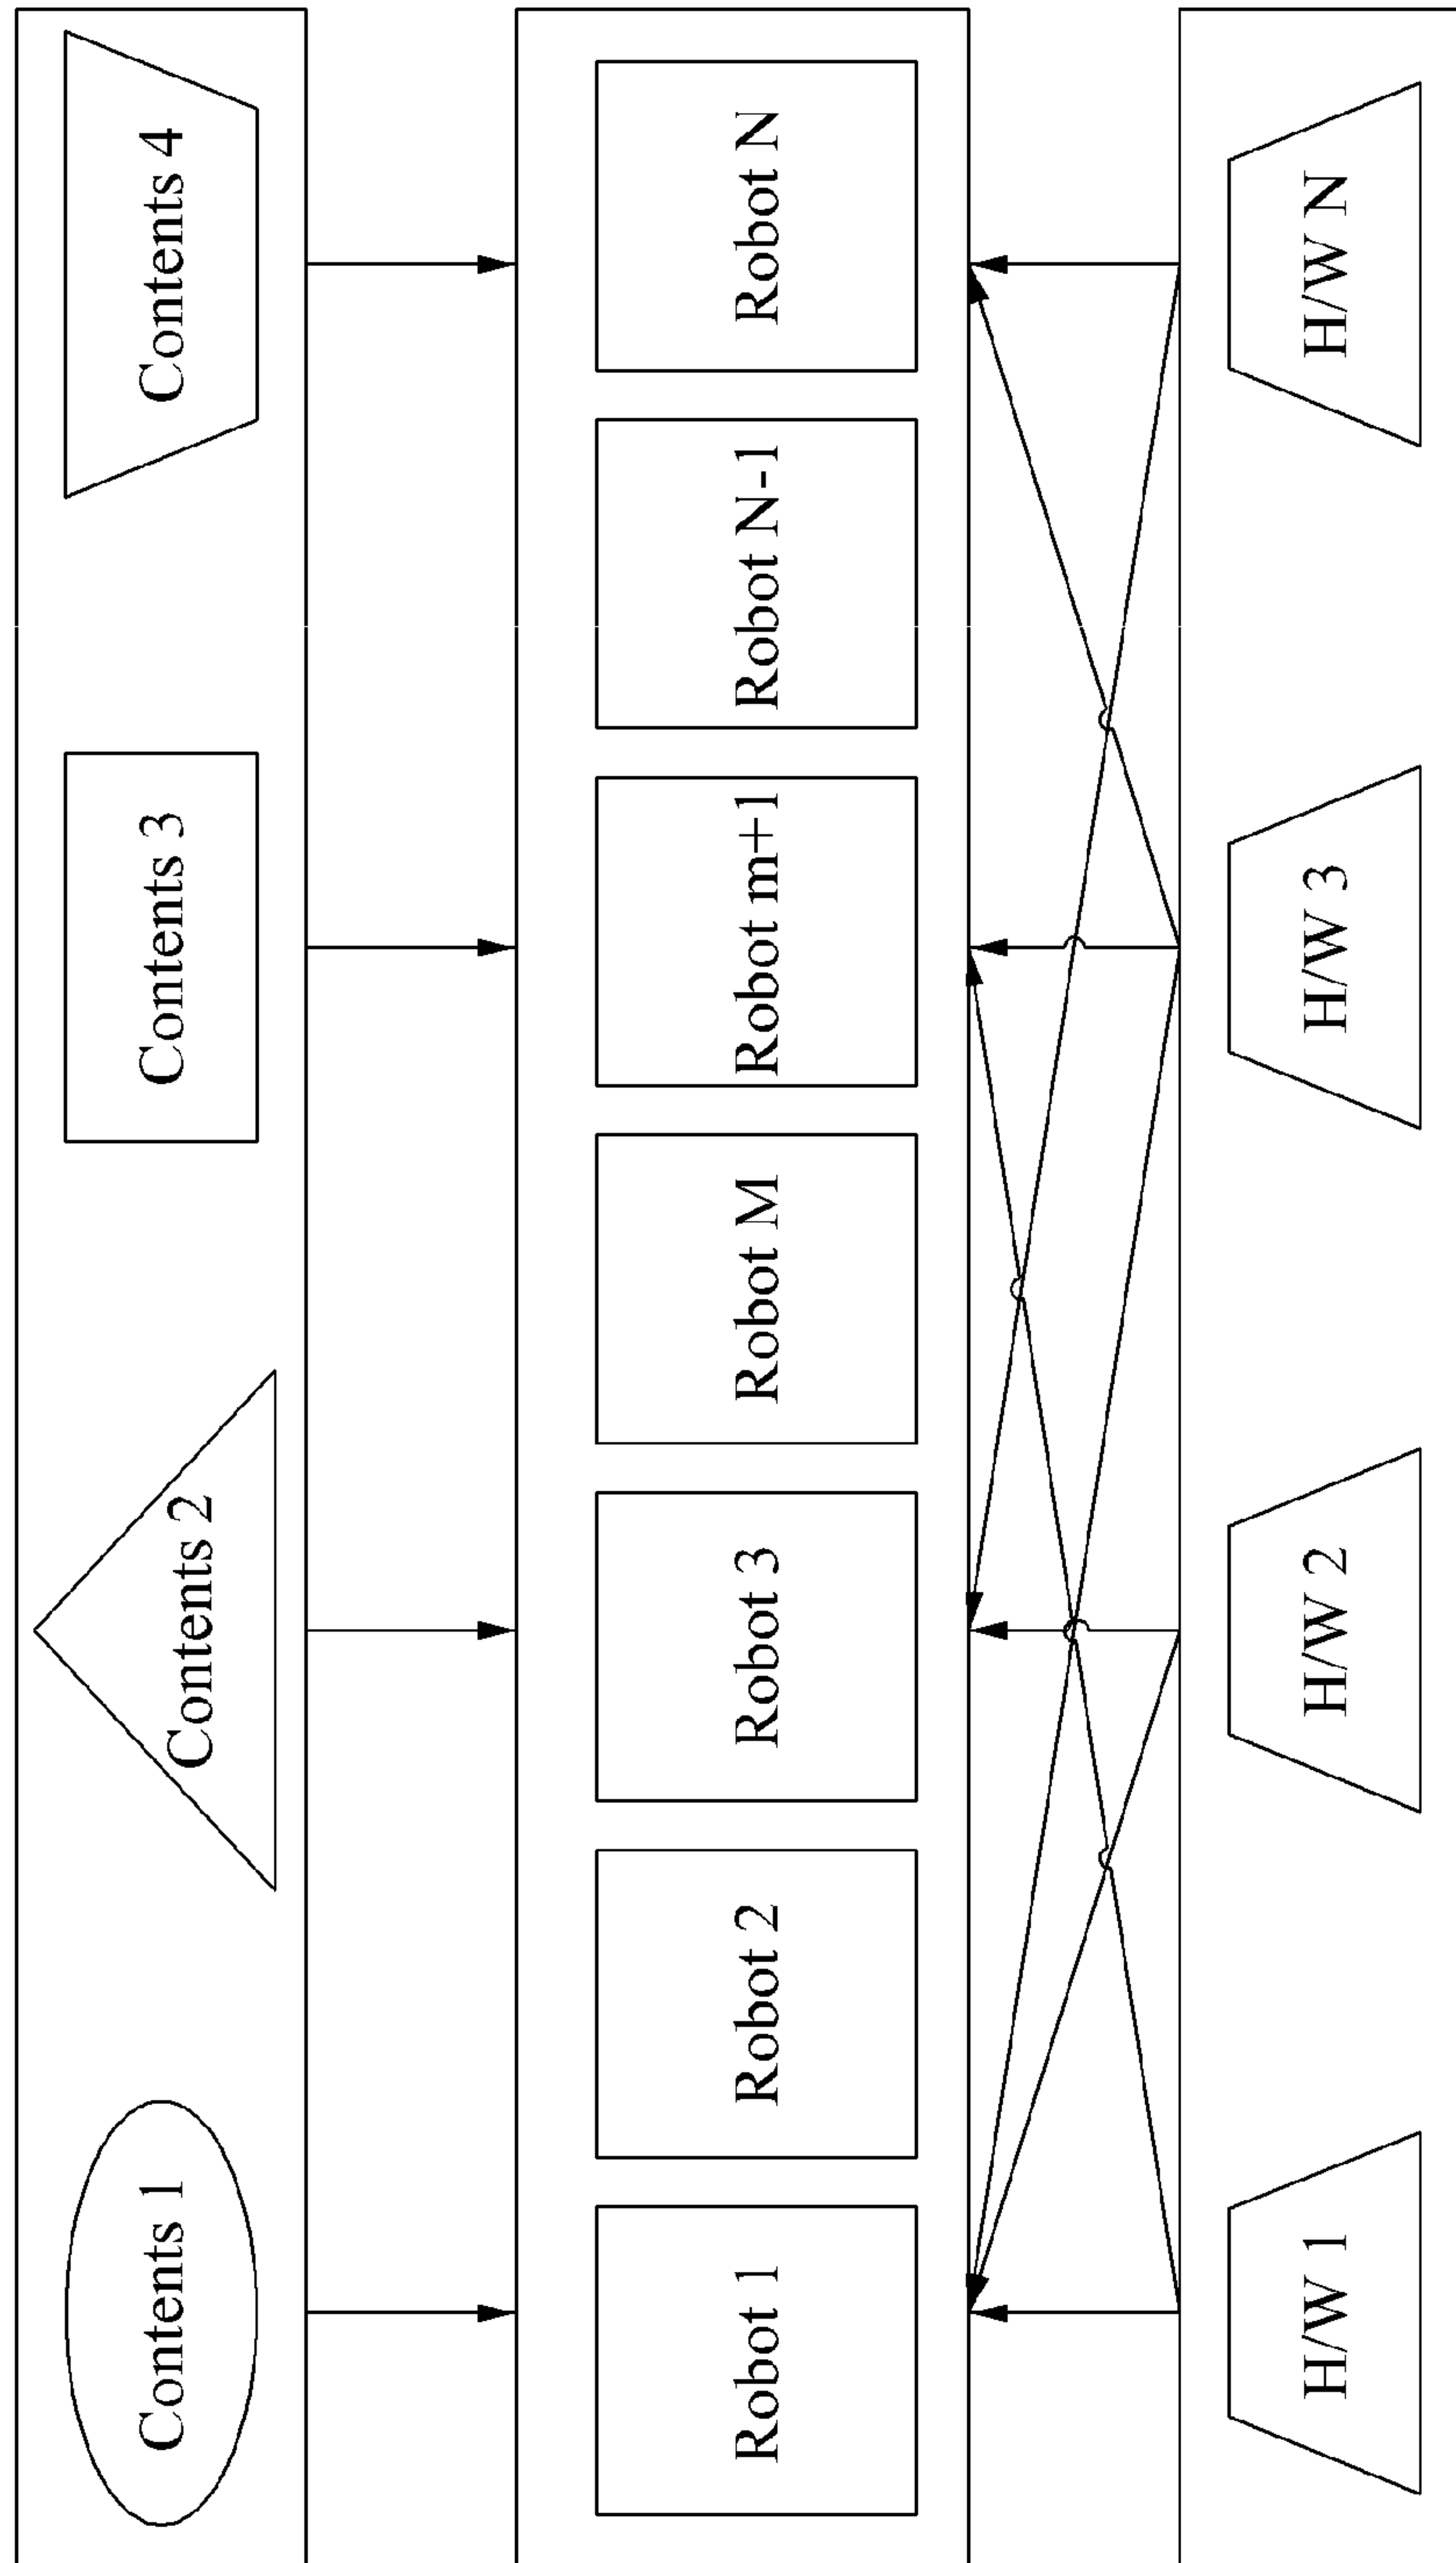 Contents 1
Contents 2
Contents 3
Contents 4
Robot 1
Robot 2
Robot 3
Robot M
Robot m+1
Robot N-1
Robot N
H/W 1
H/W 2
H/W 3
H/W N